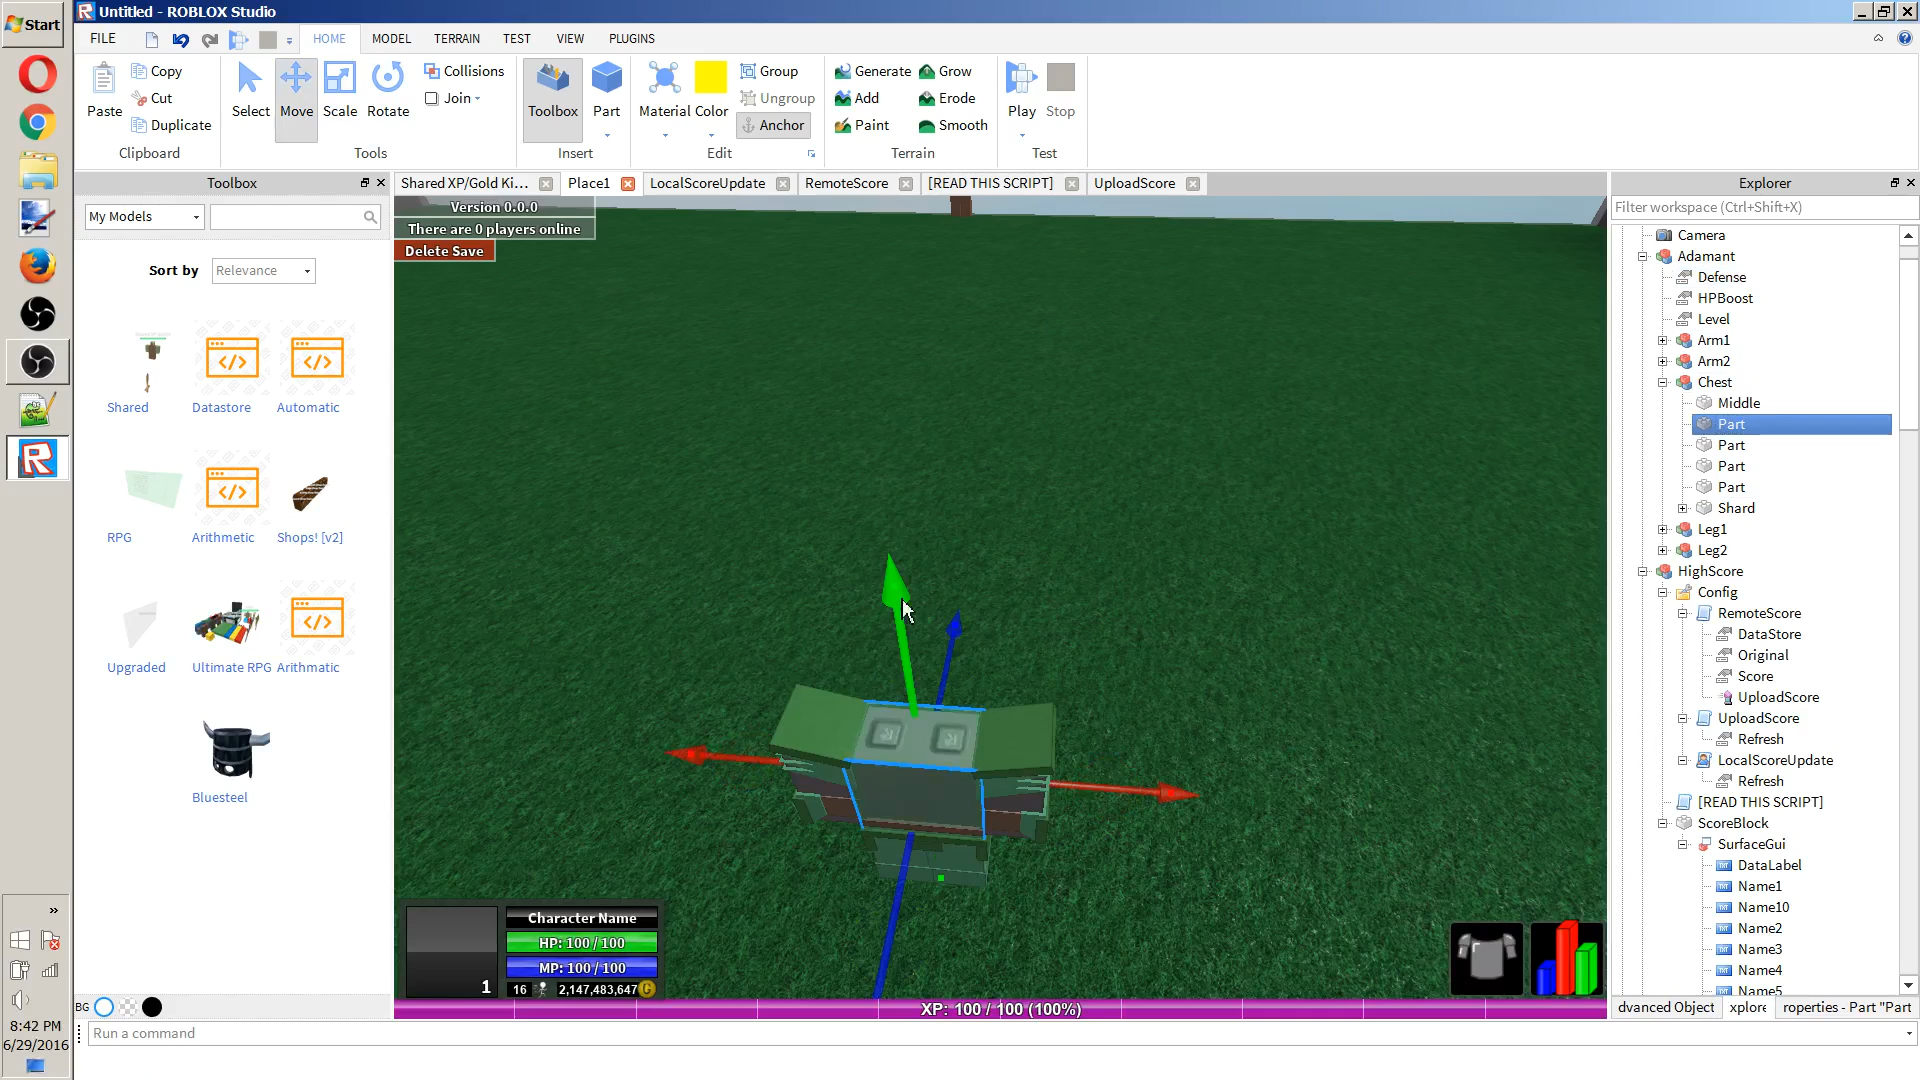 Start
Untitled - ROBLOX Studio
FILE
HOME
MODEL
TERRAIN
TEST
VIEW
PLUGINS
Paste
Copy
Cut
Duplicate
Clipboard
Select
Move
Scale
Rotate
Collisions
Join
Tools
Toolbox
Part
Insert
Material
Color
Group
Ungroup
Anchor
Edit
Generate
Add
Paint
Grow
Erode
Smooth
Terrain
Play
Stop
Test
Toolbox
My Models
Sort by
Relevance
Shared
Datastore
Automatic
RPG
Arithmetic
Shops! [v2]
Upgraded
Ultimate RPG
Arithmatic
Bluesteel
BG
Shared XP/Gold Ki...
Place1
LocalScoreUpdate
RemoteScore
[READ THIS SCRIPT]
UploadScore
Version 0.0.0
There are 0 players online
Delete Save
Character Name
HP: 100 / 100
MP: 100 / 100
1
16
2,147,483,647
XP: 100 / 100 (100%)
Explorer
Filter workspace (Ctrl+Shift+X)
Camera
Adamant
Defense
HPBoost
Level
Arm1
Arm2
Chest
Middle
Part
Part
Part
Part
Shard
Leg1
Leg2
HighScore
Config
RemoteScore
DataStore
Original
Score
UploadScore
UploadScore
Refresh
LocalScoreUpdate
Refresh
[READ THIS SCRIPT]
ScoreBlock
SurfaceGui
DataLabel
Name1
Name10
Name2
Name3
Name4
Name5
dvanced Object
xplore
roperties - Part "Part
Run a command
8:42 PM
6/29/2016